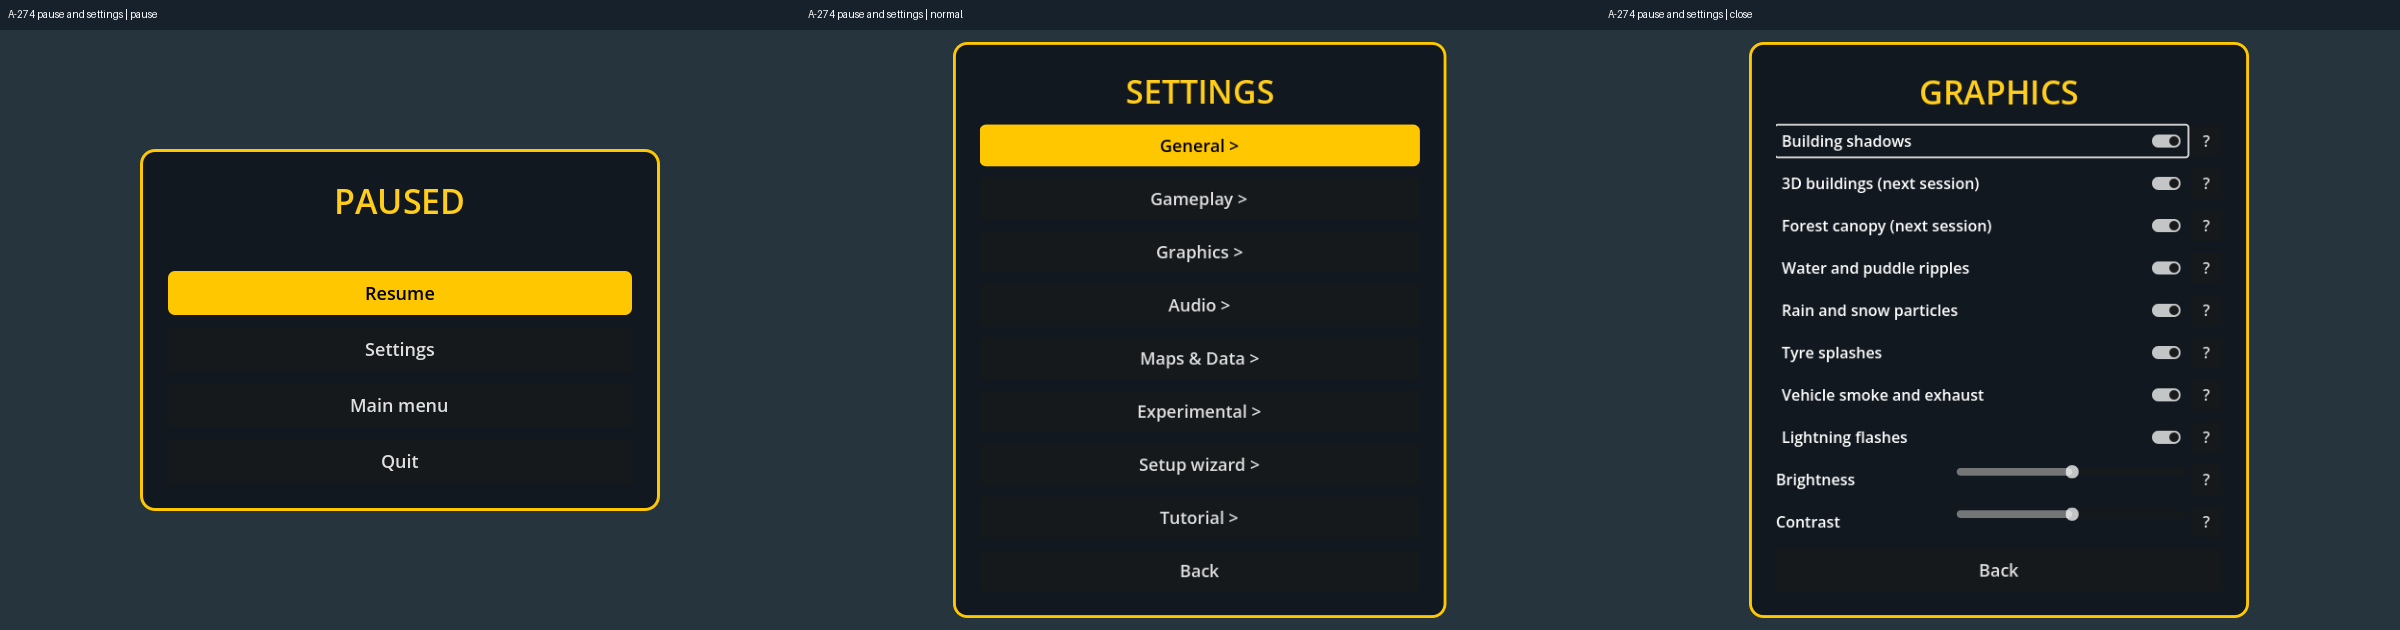 A-274 pause and settings | pause
PAUSED
Resume
Settings
Main menu
Quit
A-274 pause and settings | normal
SETTINGS
General >
Gameplay >
Graphics >
Audio >
Maps & Data >
Experimental >
Setup wizard >
Tutorial >
Back
A-274 pause and settings | close
GRAPHICS
Building shadows ?
3D buildings (next session) ?
Forest canopy (next session) ?
Water and puddle ripples ?
Rain and snow particles ?
Tyre splashes ?
Vehicle smoke and exhaust ?
Lightning flashes ?
Brightness ?
Contrast ?
Back